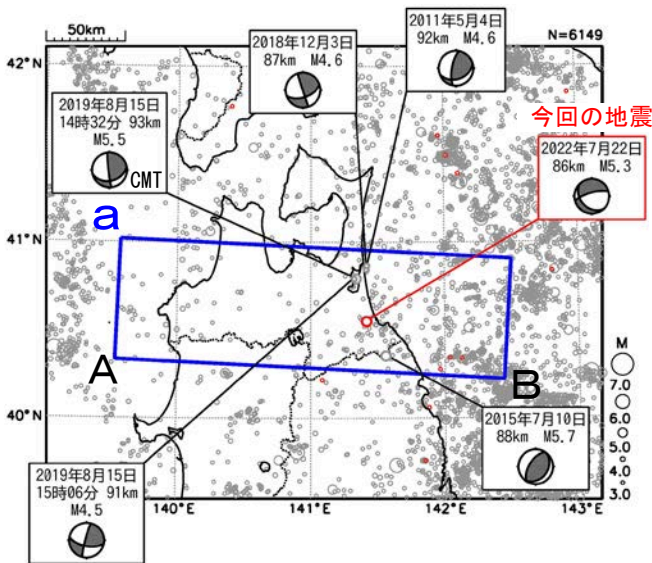 50km
N=6149
2018年12月3日
87km M4.6
2011年5月4日
92km M4.6
2019年8月15日
14時32分 93km
M5.5
CMT
今回の地震
2022年7月22日
86km M5.3
42°N
41°N
40°N
a
A
B
2015年7月10日
88km M5.7
2019年8月15日
15時06分 91km
M4.5
M
7.0
6.0
5.0
4.0
3.0
140°E
141°E
142°E
143°E